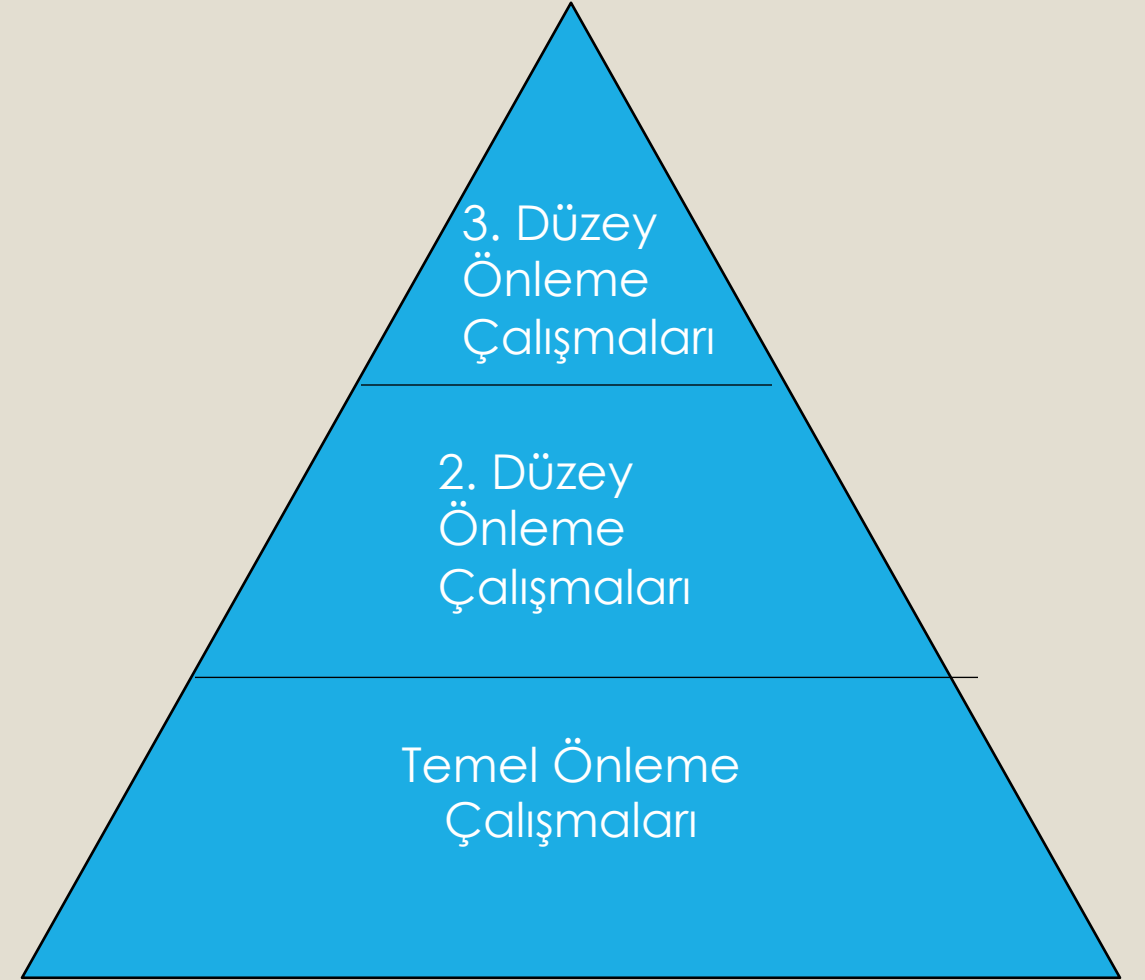 3. Düzey
Önleme
Çalışmaları
2. Düzey
Önleme
Çalışmaları
Temel Önleme
Çalışmaları